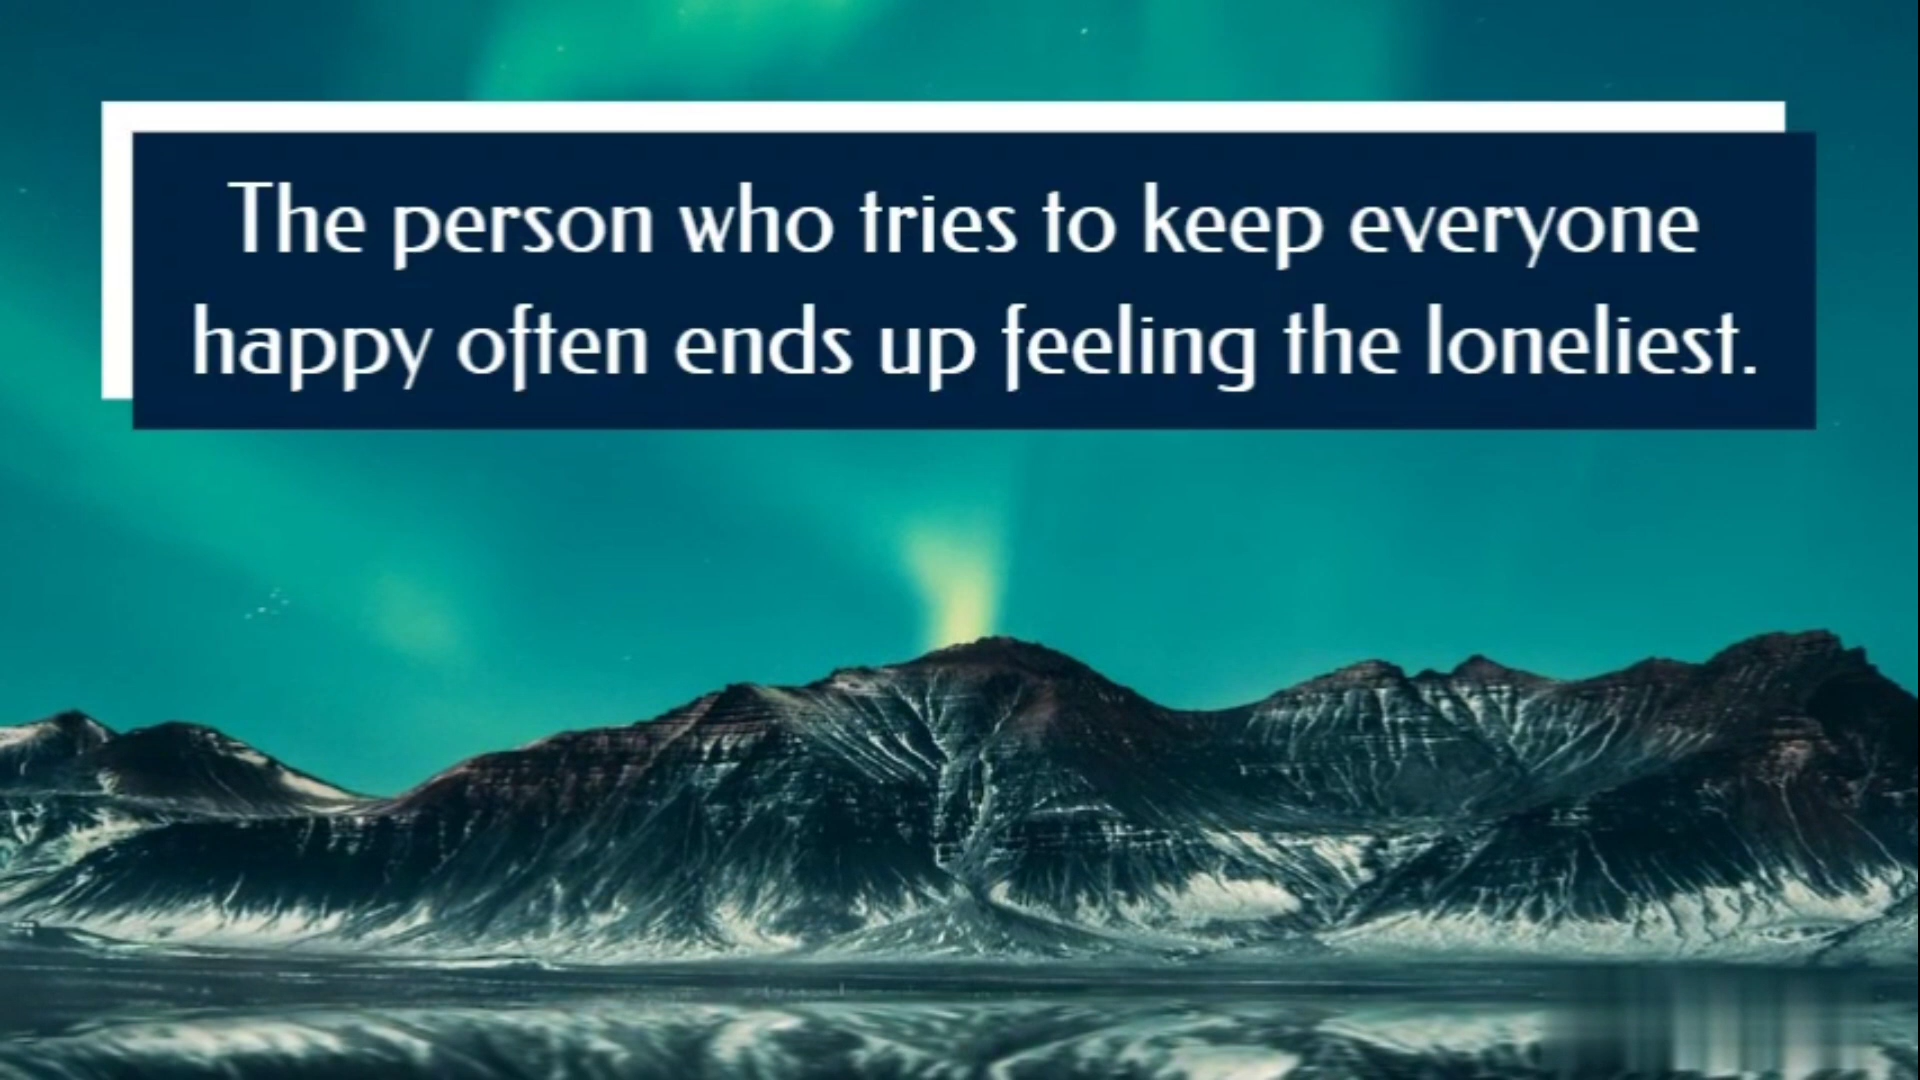 The person who tries to keep everyone
happy often ends up feeling the loneliest.